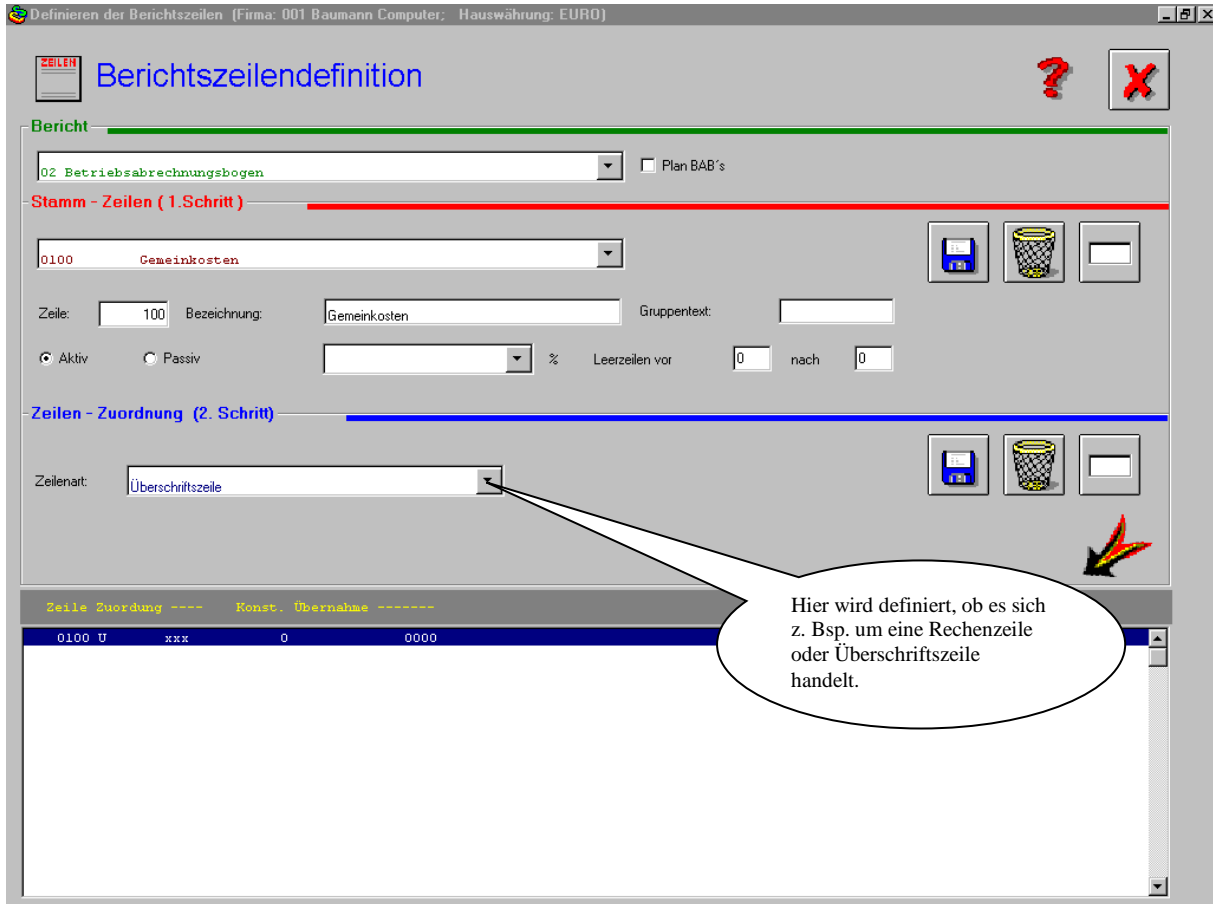 Definieren der Berichtszeilen (Firma: 001 Baumann Computer; Hauswährung: EURO)
ZEILEN
Berichtszeilendefinition
Bericht
02 Betriebsabrechnungsbogen
Plan BAB´s
Stamm - Zeilen ( 1.Schritt )
0100 Gemeinkosten
Zeile: 100 Bezeichnung: Gemeinkosten Gruppentext:
Aktiv Passiv % Leerzeilen vor 0 nach 0
Zeilen - Zuordnung (2. Schritt)
Zeilenart: Überschriftszeile
Zeile Zuordung ---- Konst. Übernahme -------
0100 U xxx 0 0000
Hier wird definiert, ob es sich
z. Bsp. um eine Rechenzeile
oder Überschriftszeile
handelt.